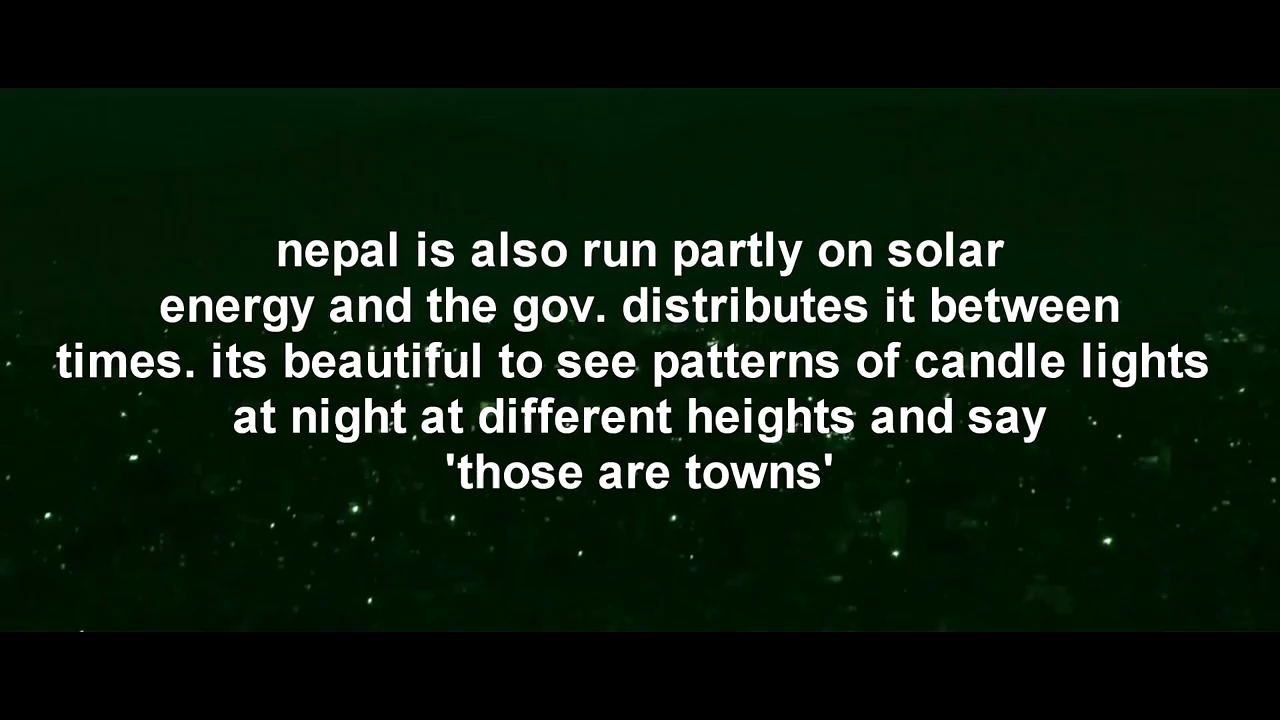 nepal is also run partly on solar
energy and the gov. distributes it between
times. its beautiful to see patterns of candle lights
at night at different heights and say
'those are towns'